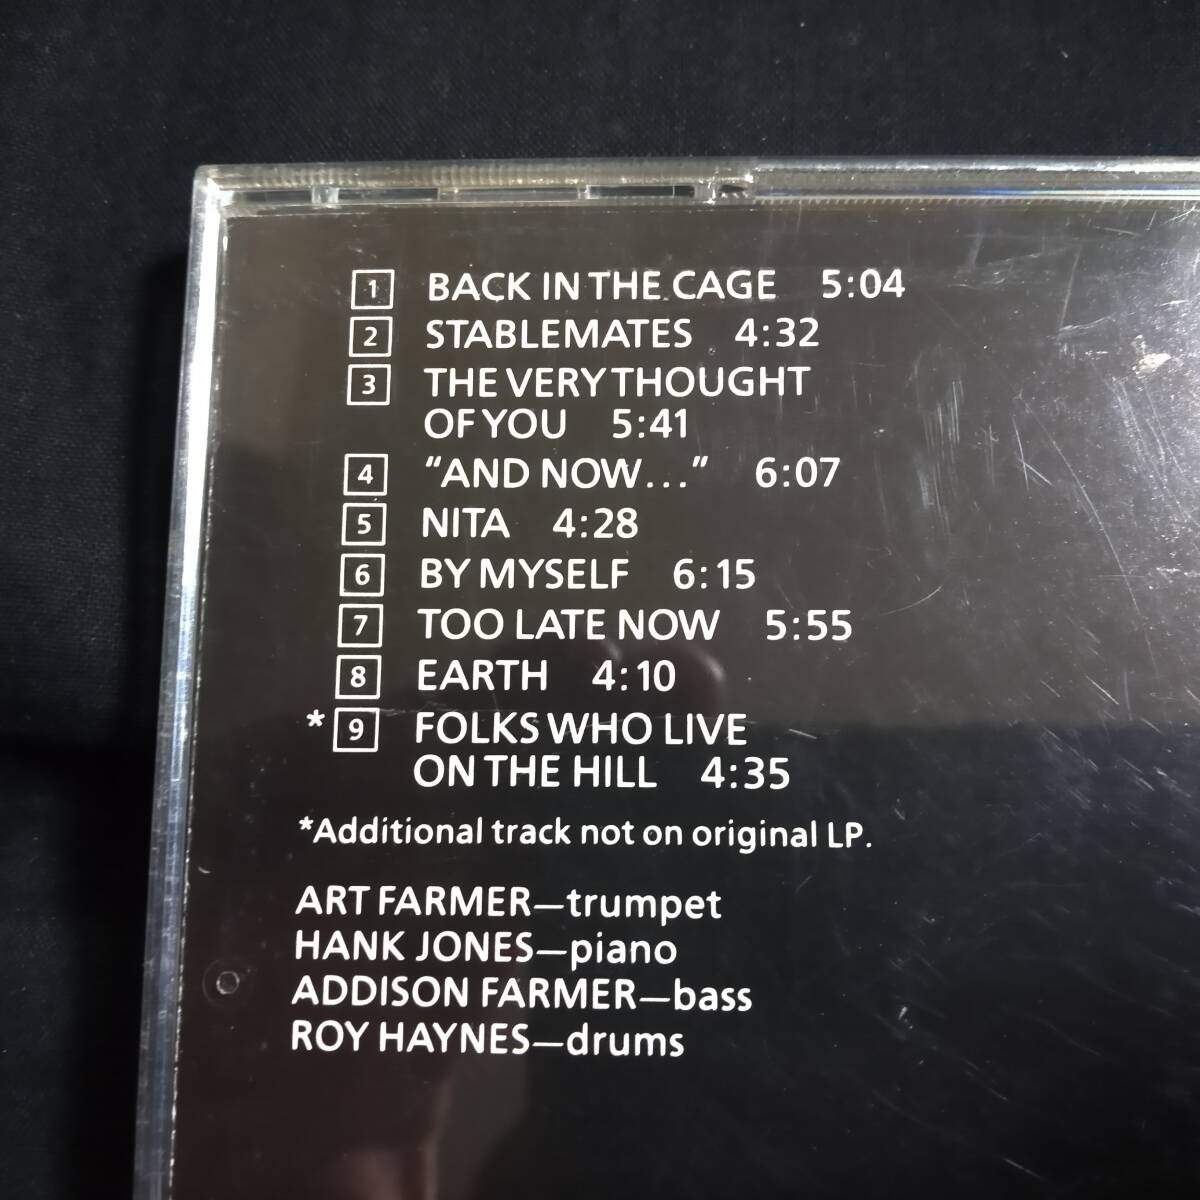 1 BACK IN THE CAGE 5:04
2 STABLEMATES 4:32
3 THE VERY THOUGHT
OF YOU 5:41
4 “AND NOW...” 6:07
5 NITA 4:28
6 BY MYSELF 6:15
7 TOO LATE NOW 5:55
8 EARTH 4:10
*9 FOLKS WHO LIVE
ON THE HILL 4:35
*Additional track not on original LP.
ART FARMER—trumpet
HANK JONES—piano
ADDISON FARMER—bass
ROY HAYNES—drums